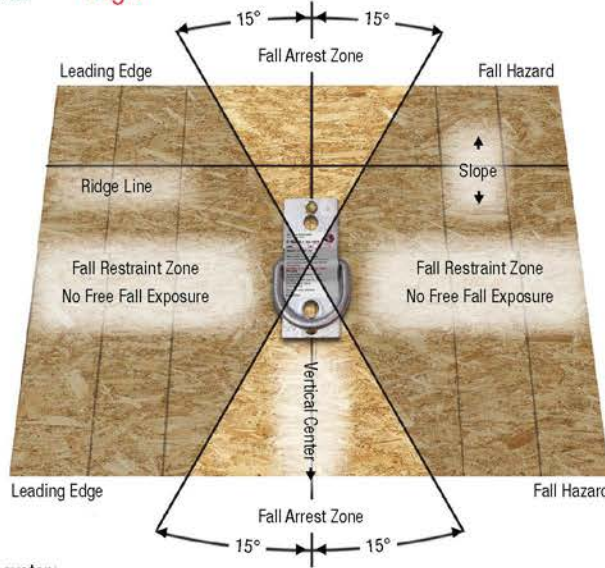 15° 15°
Fall Arrest Zone
Leading Edge
Fall Hazard
Slope
Ridge Line
Fall Restraint Zone
No Free Fall Exposure
Fall Restraint Zone
No Free Fall Exposure
Vertical Center
Leading Edge
Fall Hazard
Fall Arrest Zone
15° 15°